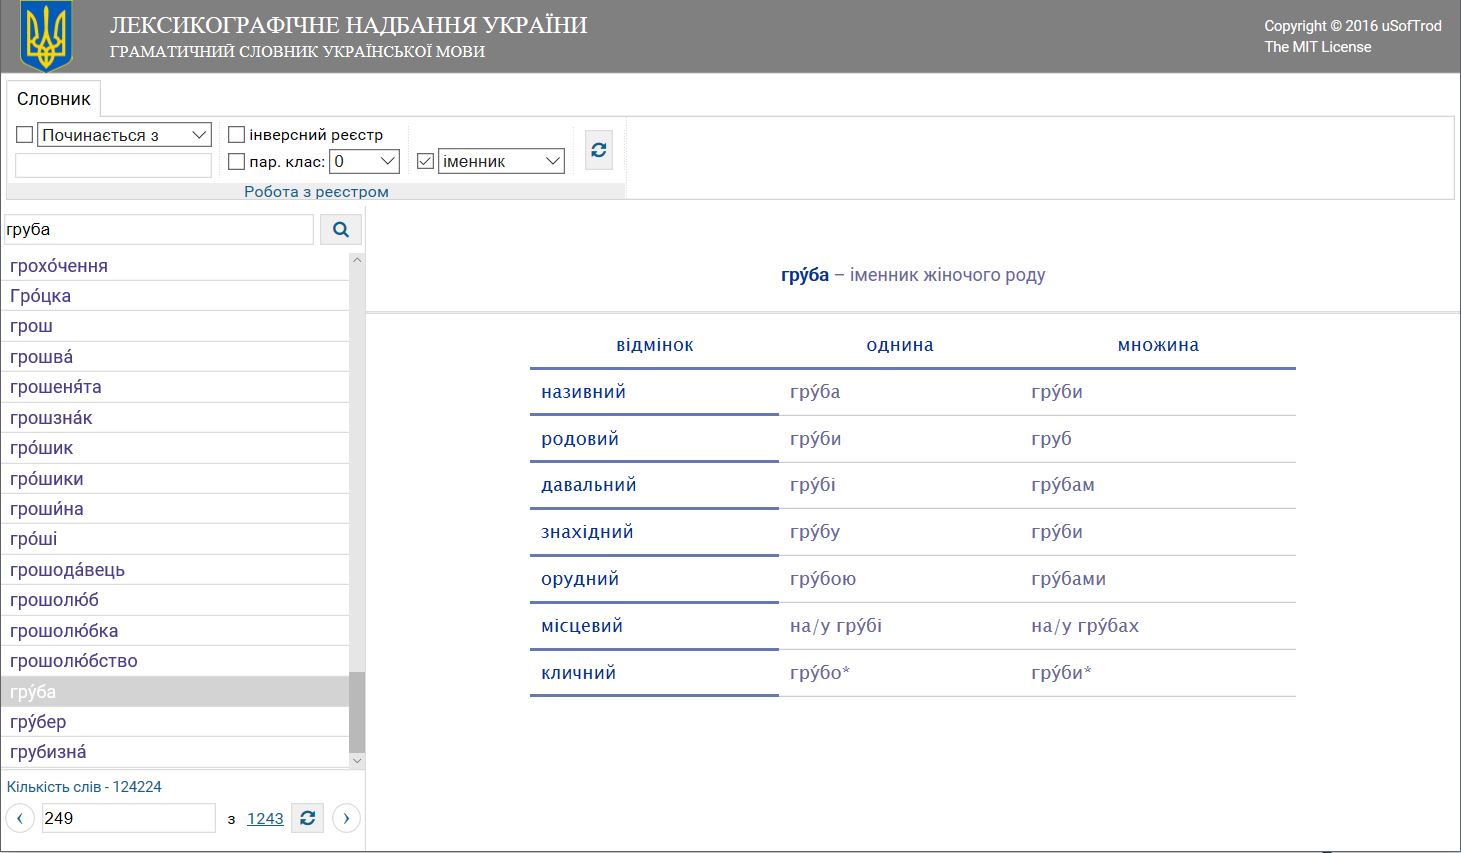 ЛЕКСИКОГРАФІЧНЕ НАДБАННЯ УКРАЇНИ
ГРАМАТИЧНИЙ СЛОВНИК УКРАЇНСЬКОЇ МОВИ
Copyright © 2016 uSofTrod
The MIT License
Словник
Починається з
інверсний реєстр
пар. клас: 0
іменник
Робота з реєстром
груба
грохо́чення
Гро́цка
грош
грошва́
грошеня́та
грошзна́к
гро́шик
гро́шики
гроши́на
гро́ші
грошода́вець
грошолю́б
грошолю́бка
грошолю́бство
гру́ба
гру́бер
грубизна́
Кількість слів - 124224
249 з 1243
гру́ба – іменник жіночого роду
відмінок однина множина
називний гру́ба гру́би
родовий гру́би груб
давальний гру́бі гру́бам
знахідний гру́бу гру́би
орудний гру́бою гру́бами
місцевий на/у гру́бі на/у гру́бах
кличний гру́бо* гру́би*